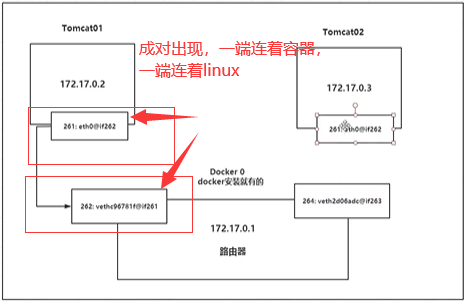 Tomcat01
Tomcat02
成对出现，一端连着容器，
一端连着linux
172.17.0.2
172.17.0.3
261: eth0@if262
261: eth0@if262
Docker 0
docker安装就有的
262: vethc96781f@if261
264: veth2d06adc@if263
172.17.0.1
路由器